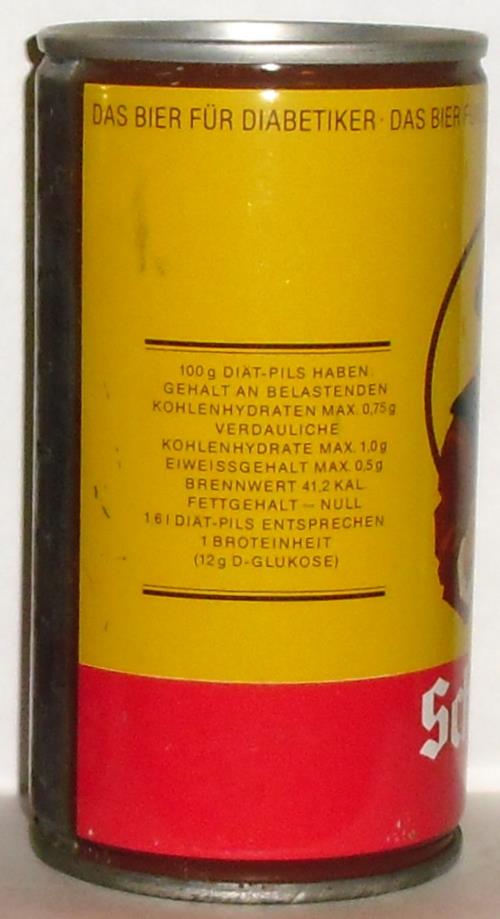 DAS BIER FÜR DIABETIKER · DAS BIER
100 g DIÄT-PILS HABEN:
GEHALT AN BELASTENDEN
KOHLENHYDRATEN MAX. 0,75 g
VERDAULICHE
KOHLENHYDRATE MAX. 1,0 g
EIWEISSGEHALT MAX. 0,5 g
BRENNWERT 41,2 KAL.
FETTGEHALT – NULL
1.6 l DIÄT-PILS ENTSPRECHEN
1 BROTEINHEIT
(12 g D-GLUKOSE)